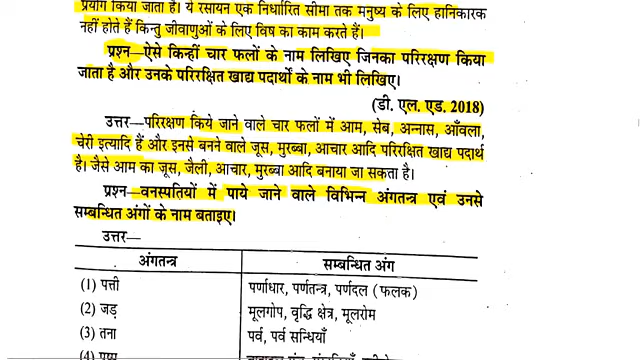 प्रयोग किया जाता है। ये रसायन एक निर्धारित सीमा तक मनुष्य के लिए हानिकारक
नहीं होते हैं किन्तु जीवाणुओं के लिए विष का काम करते हैं।
प्रश्न–ऐसे किन्हीं चार फलों के नाम लिखिए जिनका परिरक्षण किया
जाता है और उनके परिरक्षित खाद्य पदार्थों के नाम भी लिखिए।
(डी. एल. एड. 2018)
उत्तर– परिरक्षण किये जाने वाले चार फलों में आम, सेब, अन्नास, आँवला,
चेरी इत्यादि हैं और इनसे बनने वाले जूस, मुरब्बा, आचार आदि परिरक्षित खाद्य पदार्थ
है। जैसे आम का जूस, जैली, आचार, मुरब्बा आदि बनाया जा सकता है।
प्रश्न– वनस्पतियों में पाये जाने वाले विभिन्न अंगतन्त्र एवं उनसे
सम्बन्धित अंगों के नाम बताइए।
उत्तर–
अंगतन्त्र सम्बन्धित अंग
(1) पत्ती पर्णाधार, पर्णतन्त्र, पर्णदल (फलक)
(2) जड़ मूलगोप, वृद्धि क्षेत्र, मूलरोम
(3) तना पर्व, पर्व सन्धियाँ
(4) पुष्प